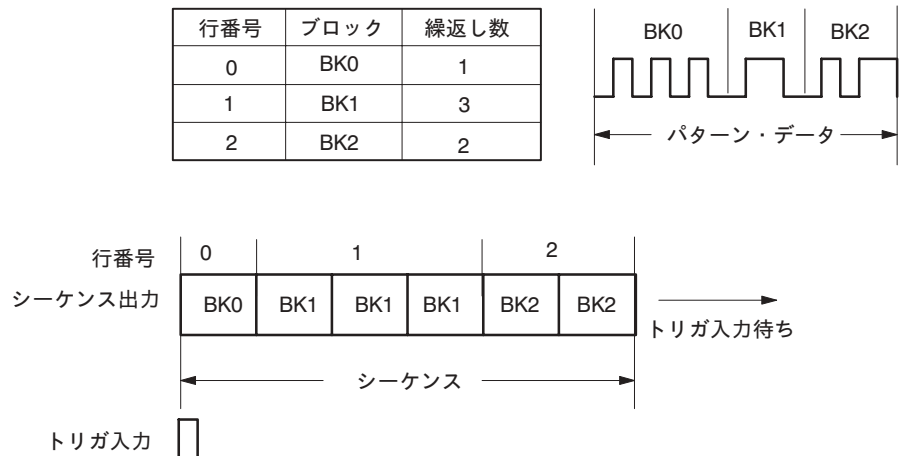 行番号 ブロック 繰返し数
0 BK0 1
1 BK1 3
2 BK2 2
BK0 BK1 BK2
パターン・データ
行番号 0 1 2
シーケンス出力 BK0 BK1 BK1 BK1 BK2 BK2
トリガ入力待ち
シーケンス
トリガ入力